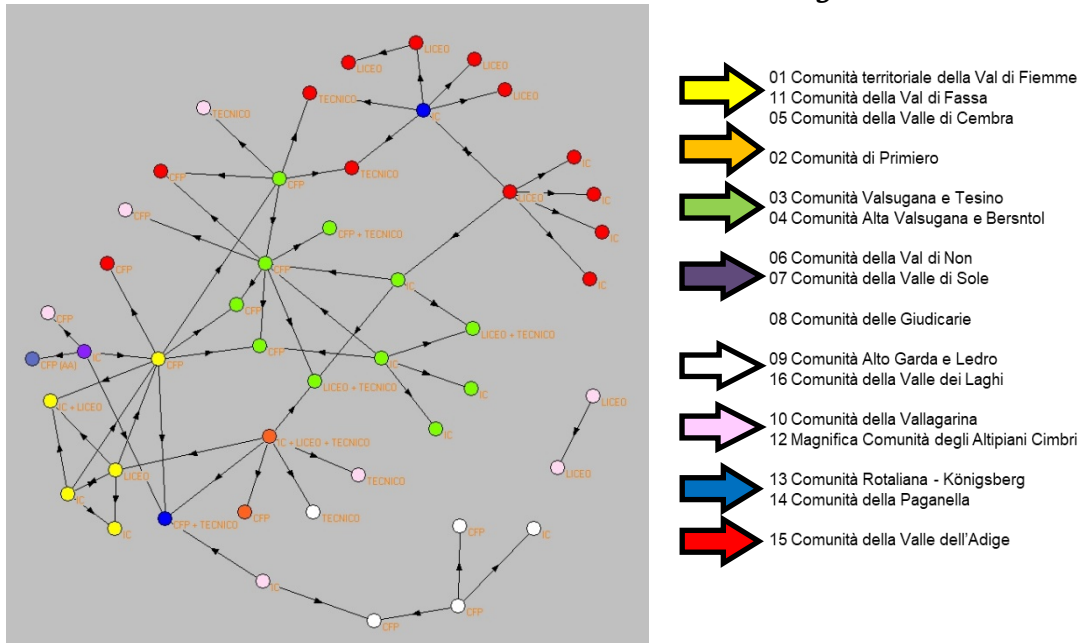 g
LICEO
LICEO
LICEO
LICEO
TECNICO
TECNICO
IC
CFP
CFP
TECNICO
IC
LICEO
IC
CFP
IC
CFP + TECNICO
CFP
CFP
IC
IC
CFP
CFP
LICEO + TECNICO
CFP (AA)
IC
CFP
CFP
IC
LICEO + TECNICO
IC
LICEO
IC + LICEO
IC
IC + LICEO + TECNICO
LICEO
LICEO
TECNICO
IC
IC
CFP + TECNICO
CFP
TECNICO
CFP
IC
IC
CFP
CFP
01 Comunità territoriale della Val di Fiemme
11 Comunità della Val di Fassa
05 Comunità della Valle di Cembra
02 Comunità di Primiero
03 Comunità Valsugana e Tesino
04 Comunità Alta Valsugana e Bersntol
06 Comunità della Val di Non
07 Comunità della Valle di Sole
08 Comunità delle Giudicarie
09 Comunità Alto Garda e Ledro
16 Comunità della Valle dei Laghi
10 Comunità della Vallagarina
12 Magnifica Comunità degli Altipiani Cimbri
13 Comunità Rotaliana - Königsberg
14 Comunità della Paganella
15 Comunità della Valle dell'Adige